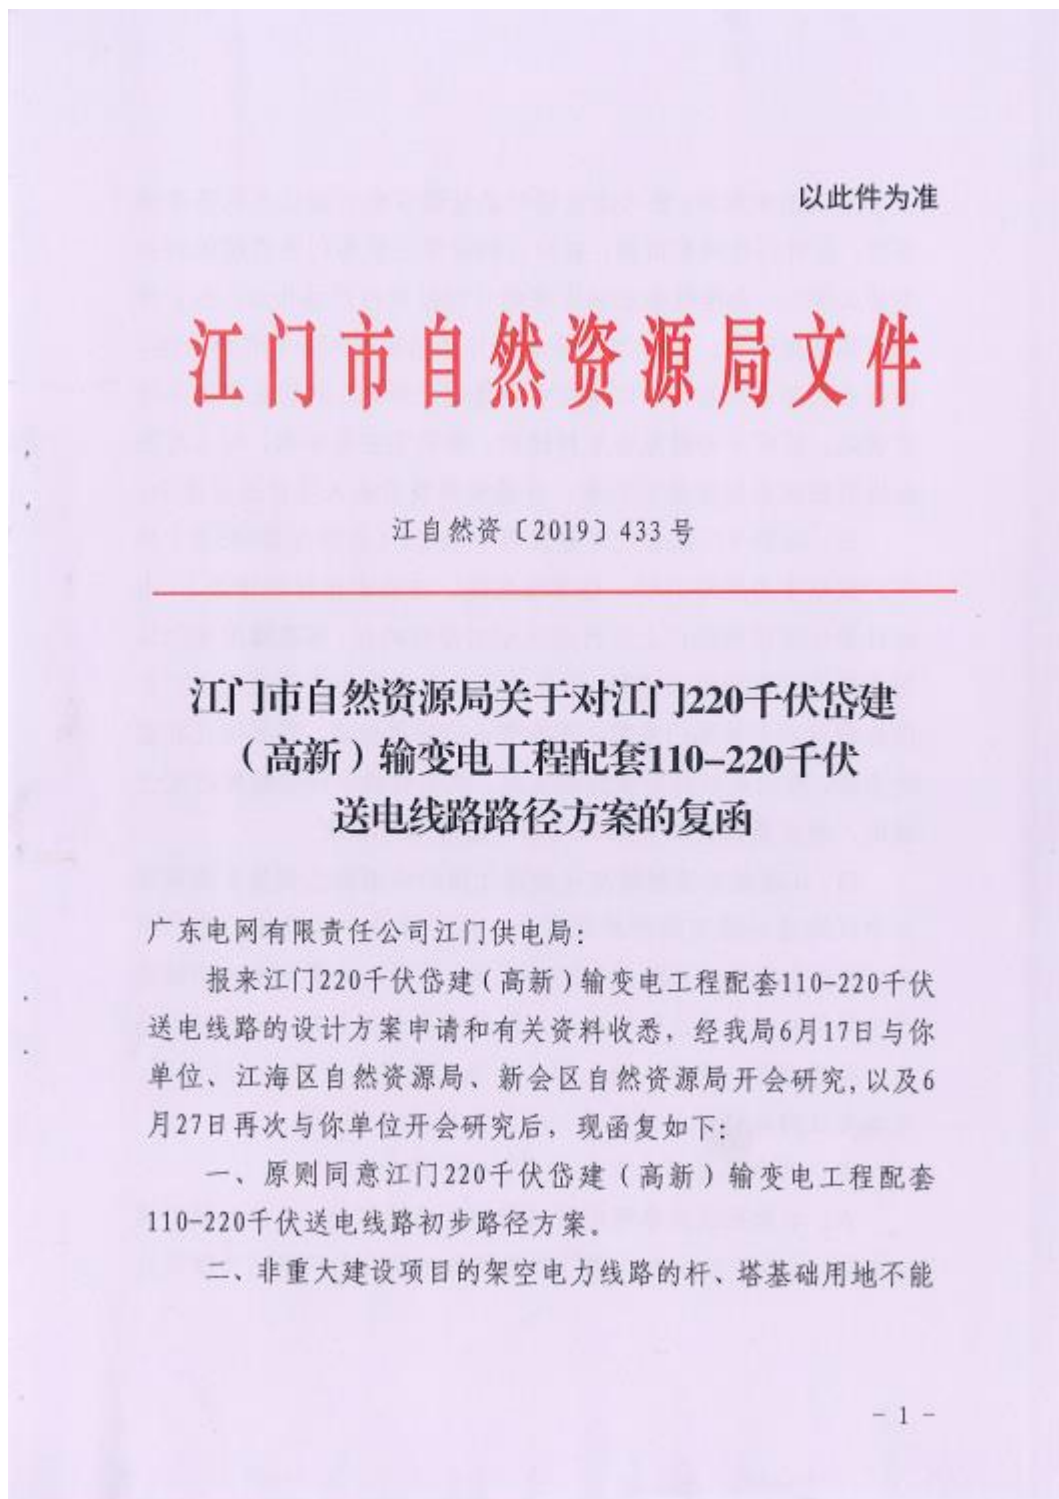 以此件为准
江门市自然资源局文件
江自然资〔2019〕433号
江门市自然资源局关于对江门220千伏岱建
（高新）输变电工程配套110-220千伏
送电线路路径方案的复函
广东电网有限责任公司江门供电局：
报来江门220千伏岱建（高新）输变电工程配套110-220千伏
送电线路的设计方案申请和有关资料收悉，经我局6月17日与你
单位、江海区自然资源局、新会区自然资源局开会研究，以及6
月27日再次与你单位开会研究后，现函复如下：
一、原则同意江门220千伏岱建（高新）输变电工程配套
110-220千伏送电线路初步路径方案。
二、非重大建设项目的架空电力线路的杆、塔基础用地不能
- 1 -